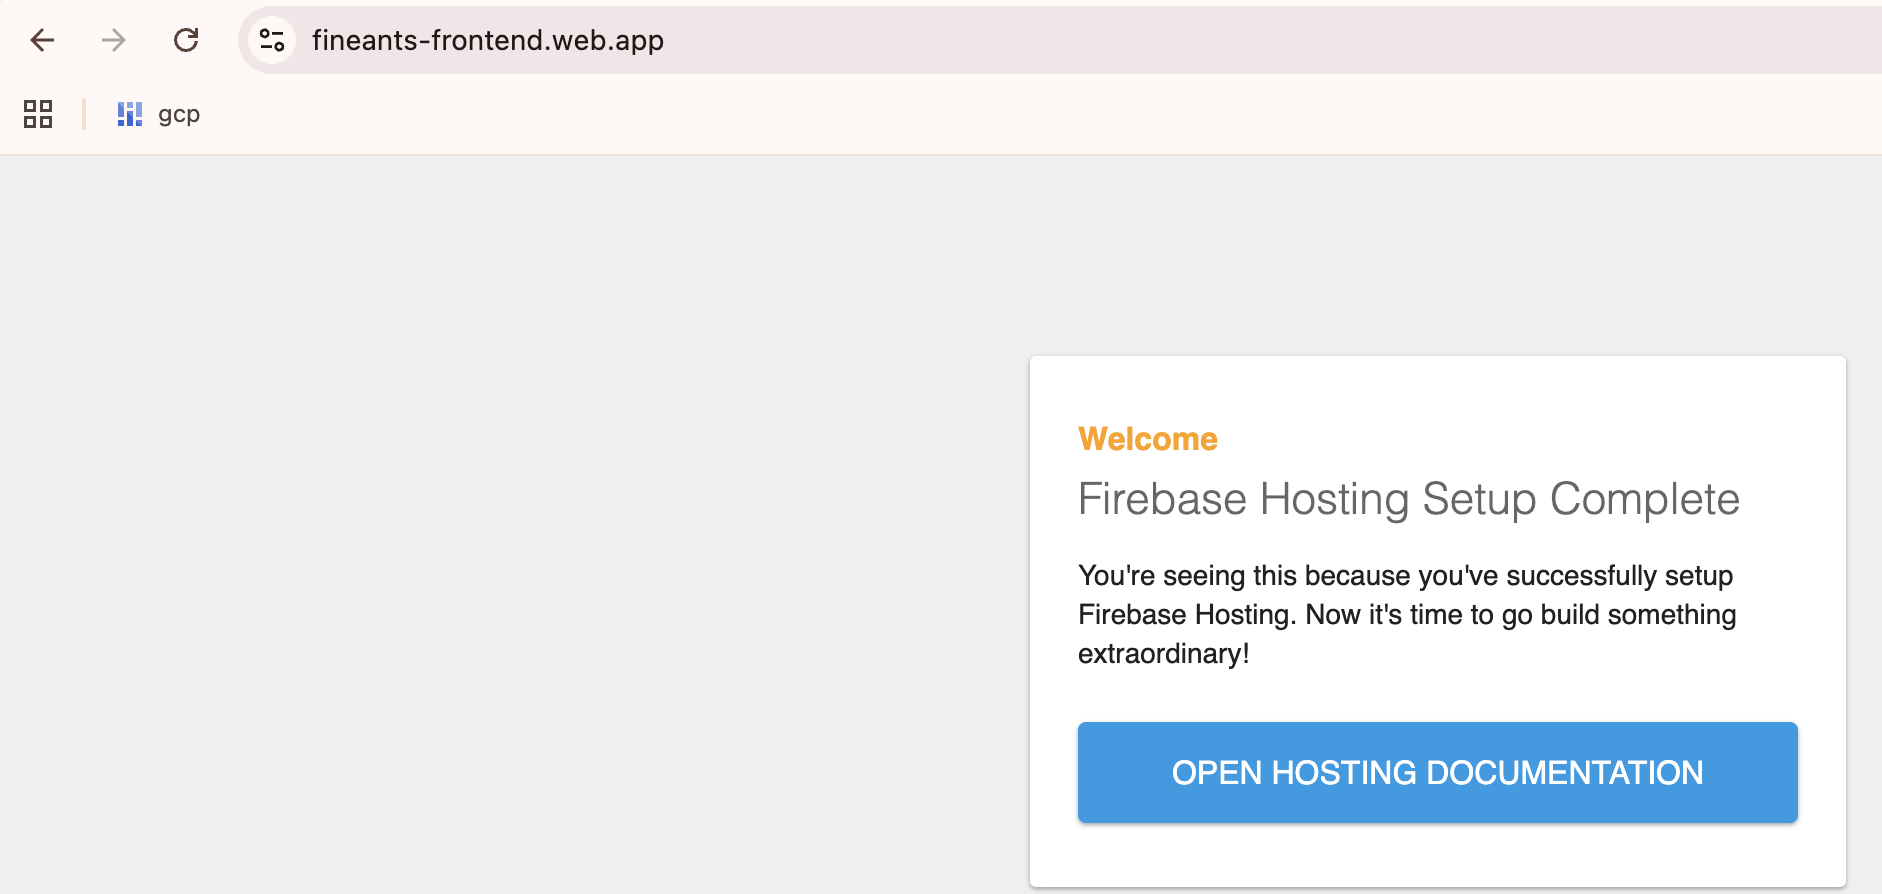 fineants-frontend.web.app
gcp
Welcome
Firebase Hosting Setup Complete
You're seeing this because you've successfully setup
Firebase Hosting. Now it's time to go build something
extraordinary!
OPEN HOSTING DOCUMENTATION